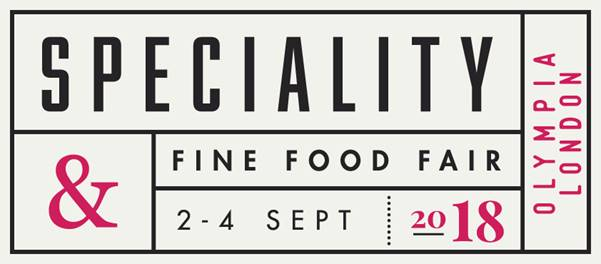 SPECIALITY
&
FINE FOOD FAIR
2-4 SEPT
2018
OLYMPIA
LONDON